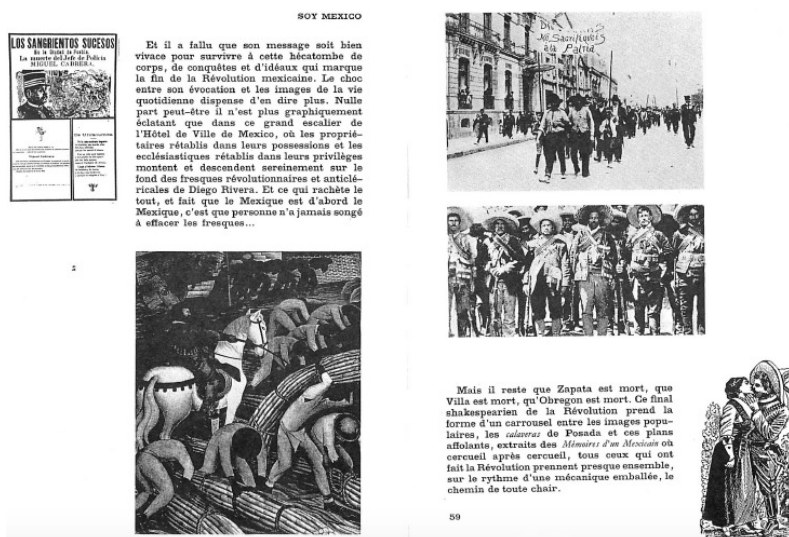 SOY MEXICO
LOS SANGRIENTOS SUCESOS
En la Ciudad de Puebla.
La muerte del Jefe de Policía
MIGUEL CABRERA.
Et il a fallu que son message soit bien
vivace pour survivre à cette hécatombe de
corps, de conquêtes et d'idéaux qui marque
la fin de la Révolution mexicaine. Le choc
entre son évocation et les images de la vie
quotidienne dispense d'en dire plus. Nulle
part peut-être il n'est plus graphiquement
éclatant que dans ce grand escalier de
l'Hôtel de Ville de Mexico, où les proprié-
taires rétablis dans leurs possessions et les
ecclésiastiques rétablis dans leurs privilèges
montent et descendent sereinement sur le
fond des fresques révolutionnaires et anticlé-
ricales de Diego Rivera. Et ce qui rachète le
tout, et fait que le Mexique est d'abord le
Mexique, c'est que personne n'a jamais songé
à effacer les fresques...
à la Patria
Mais il reste que Zapata est mort, que
Villa est mort, qu'Obregon est mort. Ce final
shakespearien de la Révolution prend la
forme d'un carrousel entre les images popu-
laires, les calaveras de Posada et ces plans
affolants, extraits des Mémoires d'un Mexicain où
cercueil après cercueil, tous ceux qui ont
fait la Révolution prennent presque ensemble,
sur le rythme d'une mécanique emballée, le
chemin de toute chair.
59